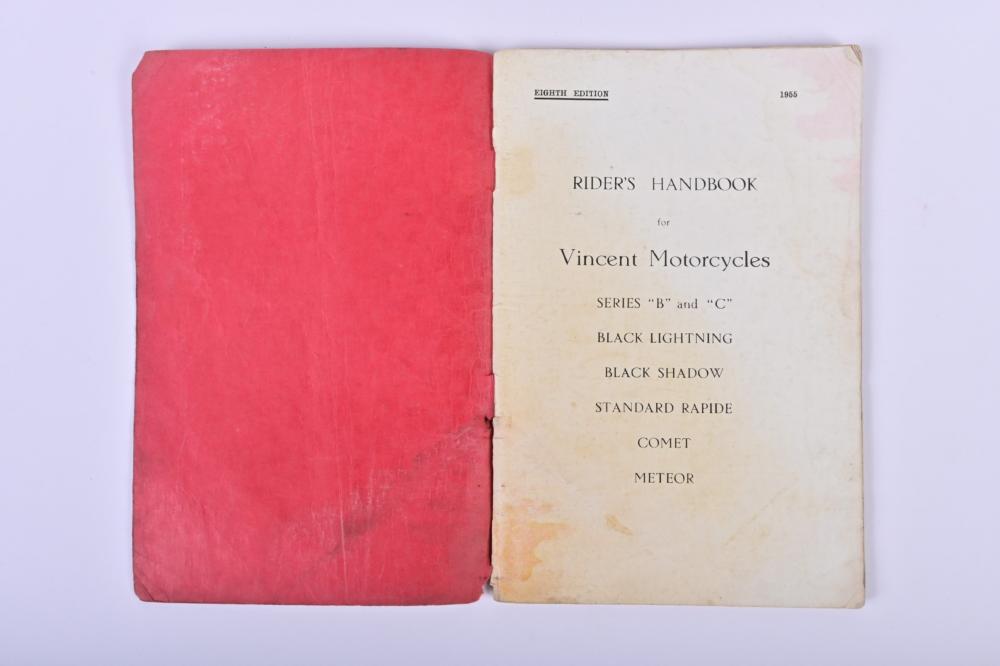 EIGHTH EDITION 1955
RIDER'S HANDBOOK
for
Vincent Motorcycles
SERIES "B" and "C"
BLACK LIGHTNING
BLACK SHADOW
STANDARD RAPIDE
COMET
METEOR